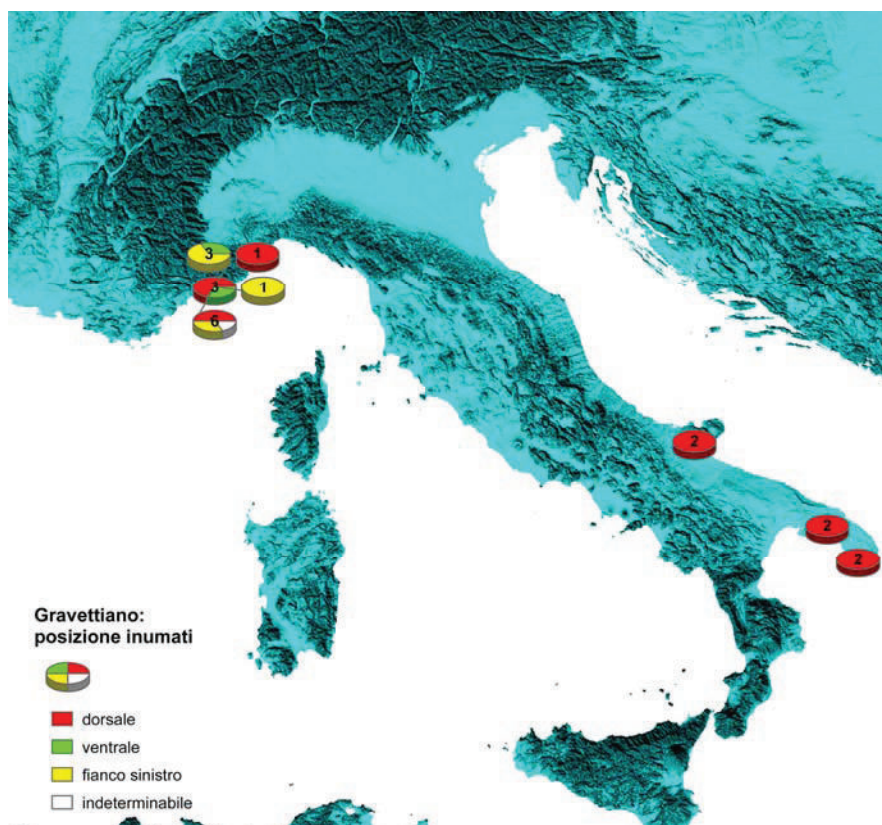 3
1
3
1
6
2
2
2
Gravettiano:
posizione inumati
dorsale
ventrale
fianco sinistro
indeterminabile